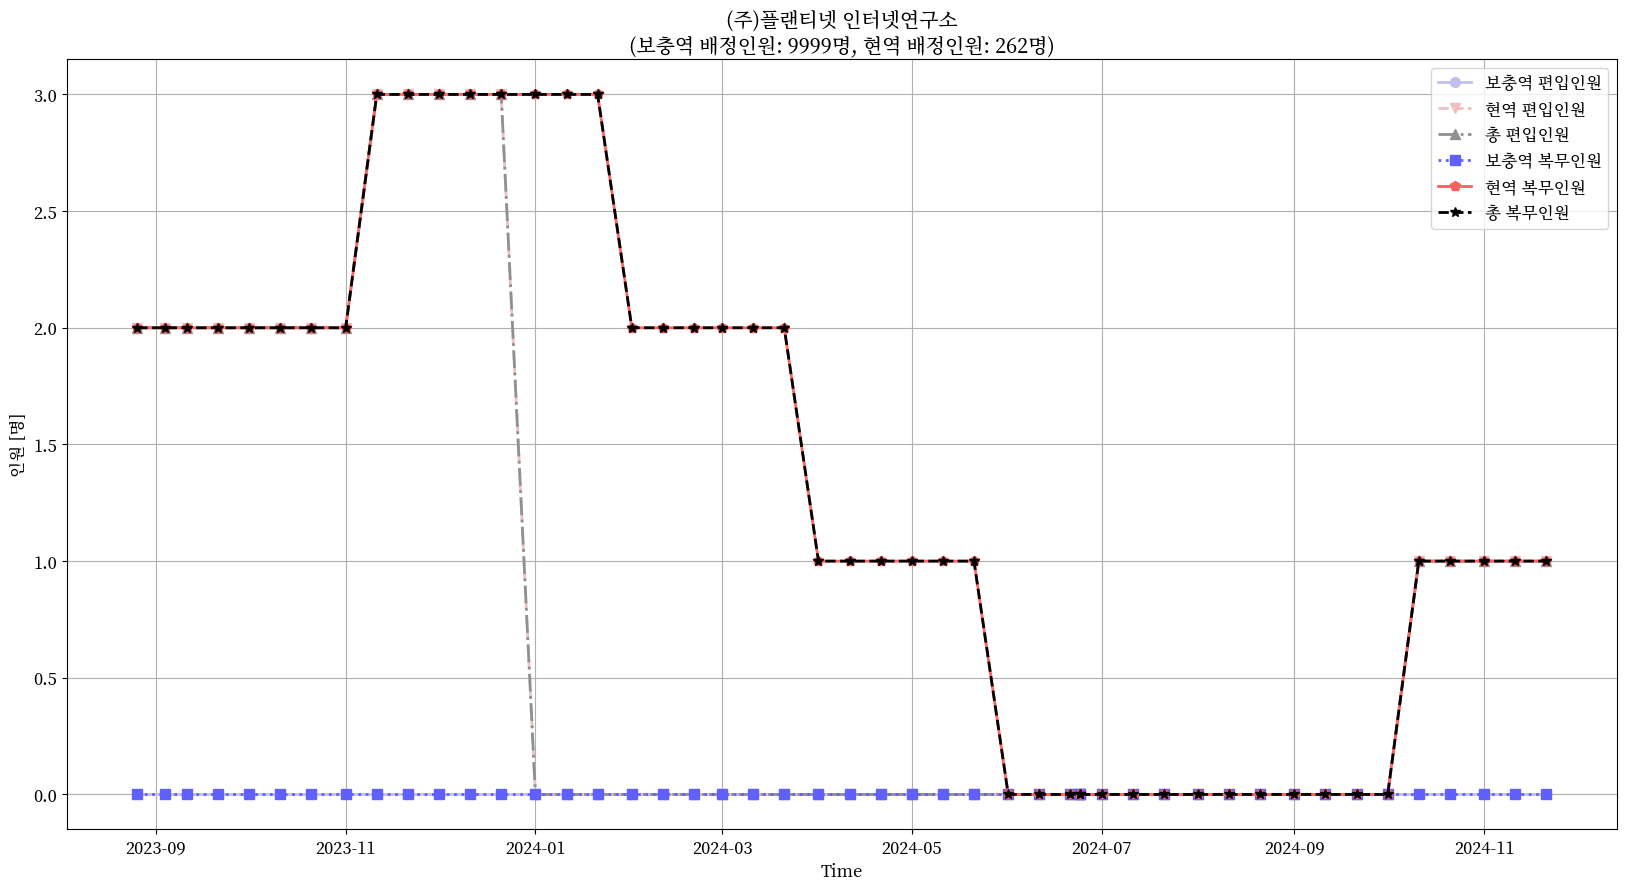 (주)플랜티넷 인터넷연구소
(보충역 배정인원: 9999명, 현역 배정인원: 262명)
보충역 편입인원
현역 편입인원
총 편입인원
보충역 복무인원
현역 복무인원
총 복무인원
인원 [명]
3.0
2.5
2.0
1.5
1.0
0.5
0.0
2023-09
2023-11
2024-01
2024-03
2024-05
2024-07
2024-09
2024-11
Time